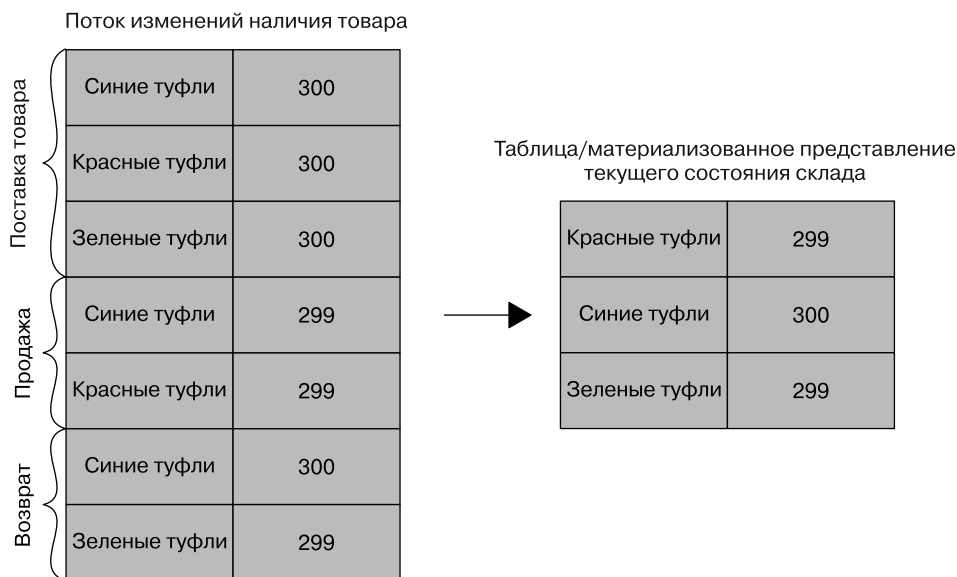 Поток изменений наличия товара
Поставка товара
Синие туфли 300
Красные туфли 300
Зеленые туфли 300
Продажа
Синие туфли 299
Красные туфли 299
Возврат
Синие туфли 300
Зеленые туфли 299
Таблица/материализованное представление
текущего состояния склада
Красные туфли 299
Синие туфли 300
Зеленые туфли 299